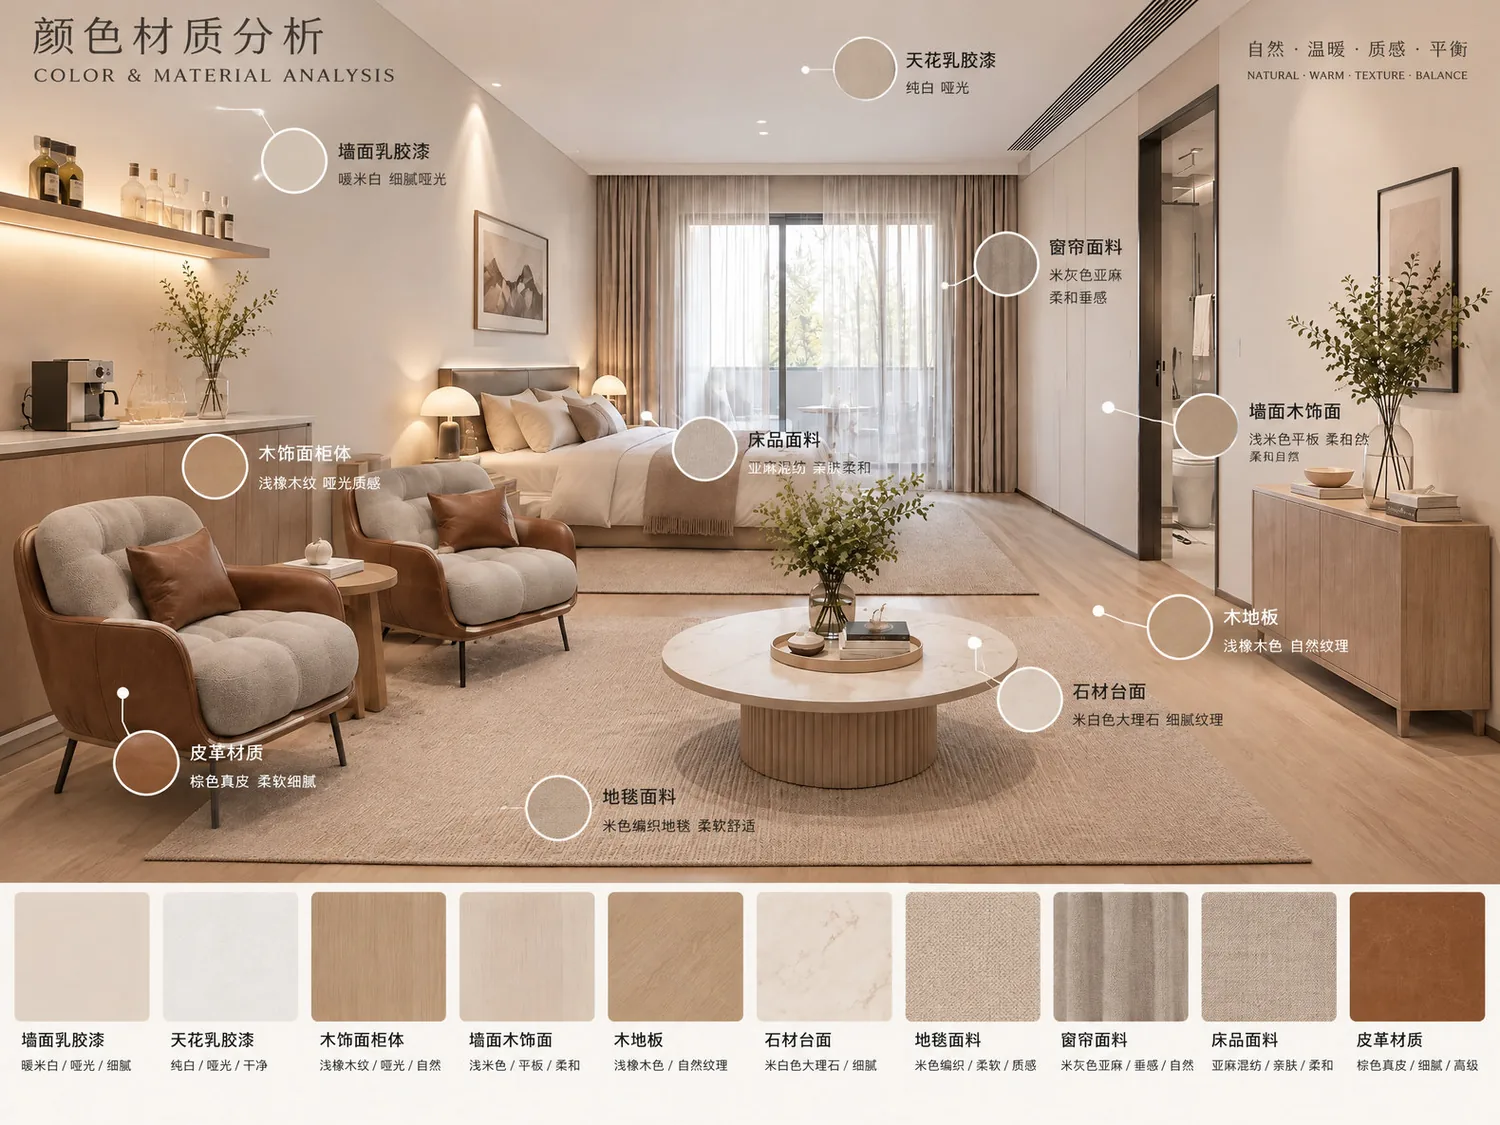 颜色材质分析
COLOR & MATERIAL ANALYSIS
自然 · 温暖 · 质感 · 平衡
NATURAL · WARM · TEXTURE · BALANCE
天花乳胶漆
纯白 哑光
墙面乳胶漆
暖米白 细腻哑光
窗帘面料
米灰色亚麻
柔和垂感
墙面木饰面
浅米色平板 柔和然
柔和自然
床品面料
亚麻混纺 亲肤柔和
木饰面柜体
浅橡木纹 哑光质感
木地板
浅橡木色 自然纹理
石材台面
米白色大理石 细腻纹理
皮革材质
棕色真皮 柔软细腻
地毯面料
米色编织地毯 柔软舒适
墙面乳胶漆
暖米白 / 哑光 / 细腻
天花乳胶漆
纯白 / 哑光 / 干净
木饰面柜体
浅橡木纹 / 哑光 / 自然
墙面木饰面
浅米色 / 平板 / 柔和
木地板
浅橡木色 / 自然纹理
石材台面
米白色大理石 / 细腻
地毯面料
米色编织 / 柔软 / 质感
窗帘面料
米灰色亚麻 / 垂感 / 自然
床品面料
亚麻混纺 / 亲肤 / 柔和
皮革材质
棕色真皮 / 细腻 / 高级